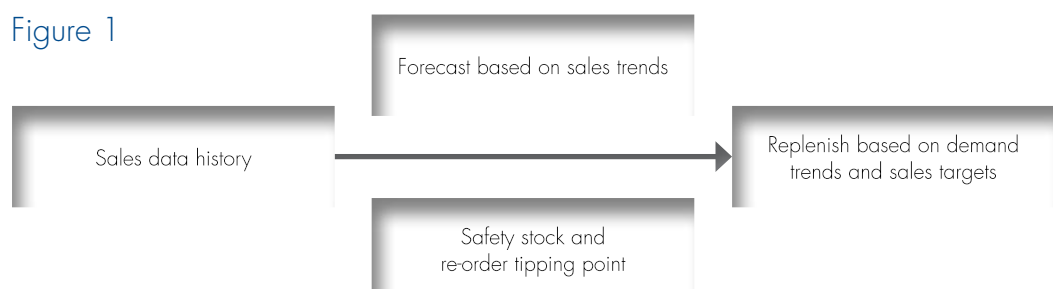 Figure 1
Forecast based on sales trends
Sales data history
Replenish based on demand
trends and sales targets
Safety stock and
re-order tipping point